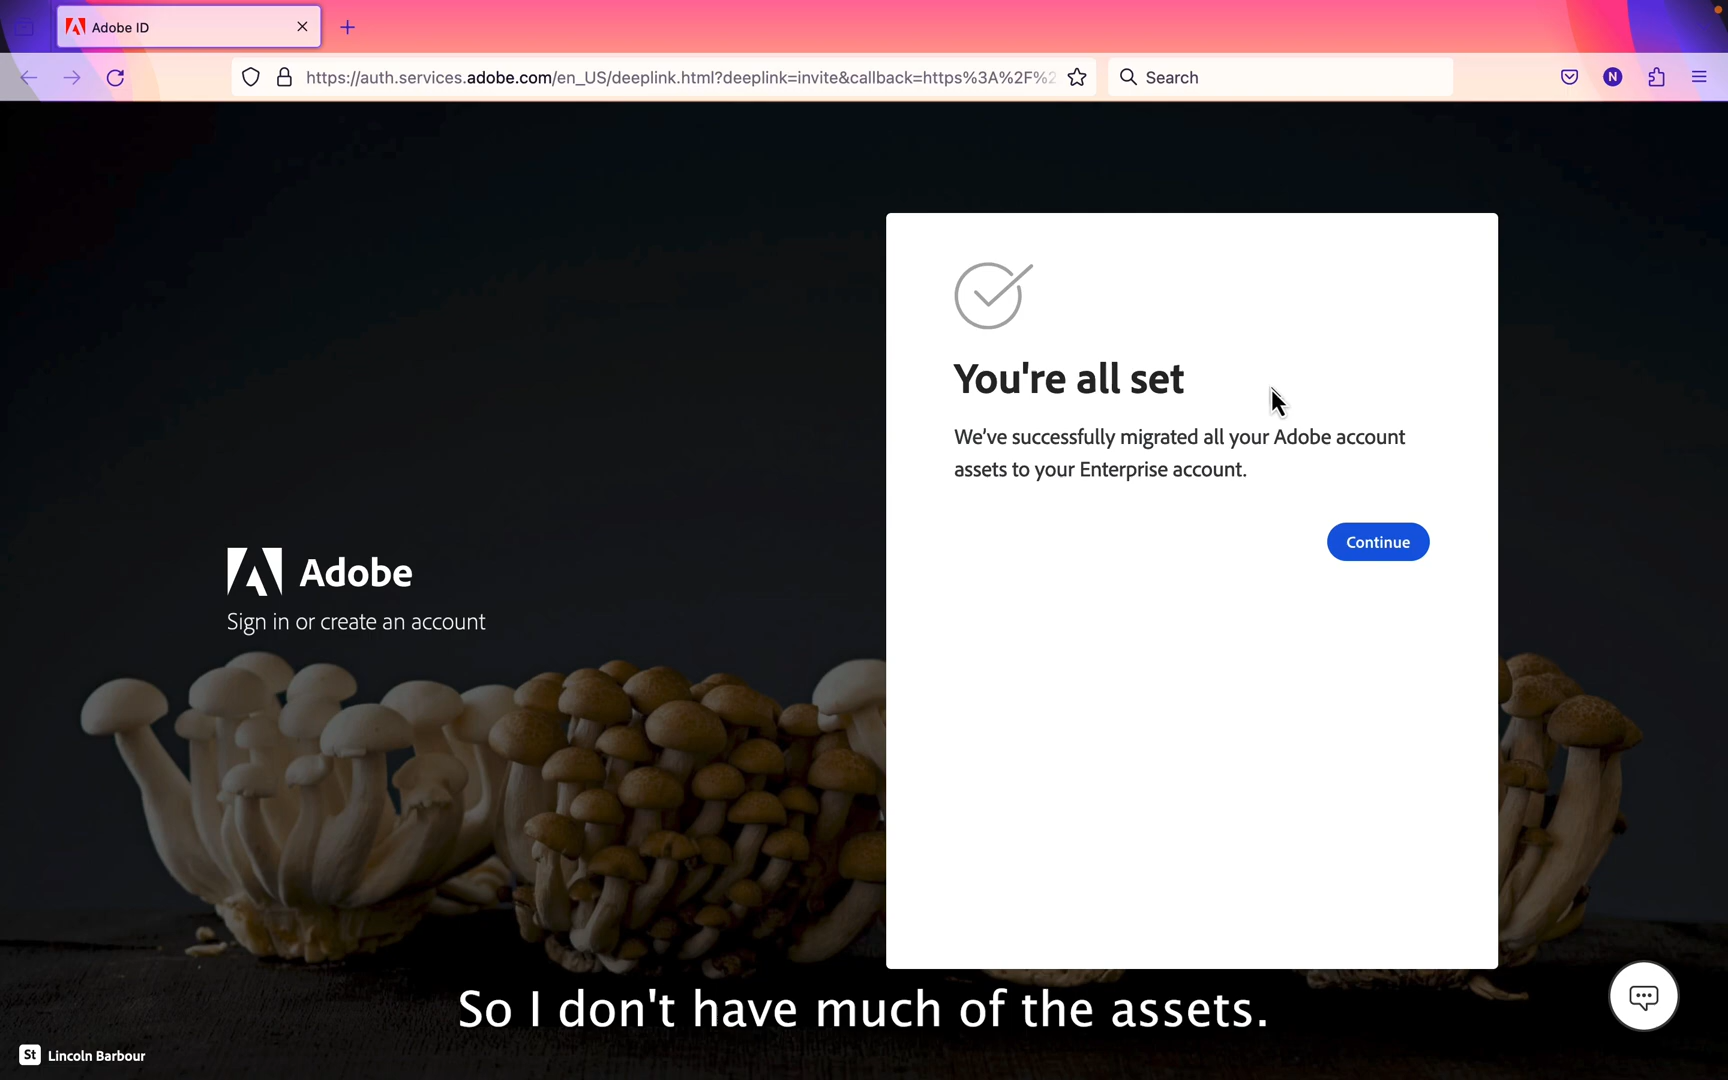 Adobe ID
https://auth.services.adobe.com/en_US/deeplink.html?deeplink=invite&callback=https%3A%2F%2
Search
N
You're all set
We've successfully migrated all your Adobe account
assets to your Enterprise account.
Continue
Adobe
Sign in or create an account
So I don't have much of the assets.
St Lincoln Barbour